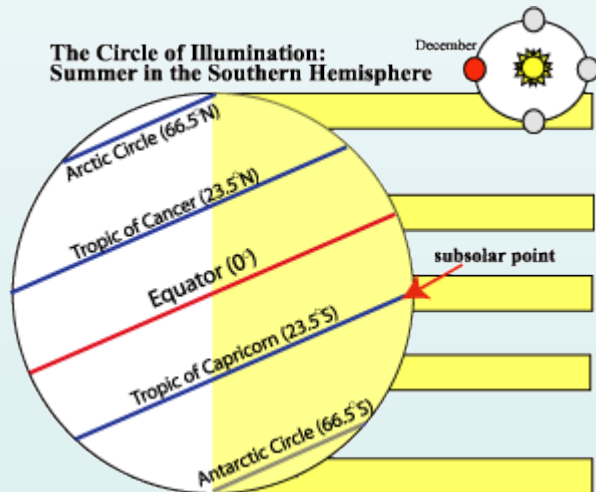 The Circle of Illumination:
Summer in the Southern Hemisphere
December
Arctic Circle (66.5°N)
Tropic of Cancer (23.5°N)
Equator (0°)
subsolar point
Tropic of Capricorn (23.5°S)
Antarctic Circle (66.5°S)